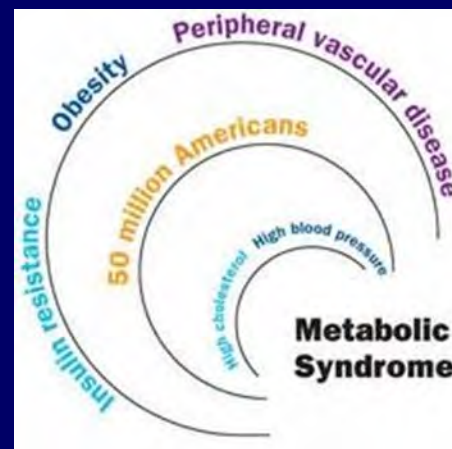 Peripheral vascular disease
Obesity
Insulin resistance
50 million Americans
High blood pressure
High cholesterol
Metabolic
Syndrome